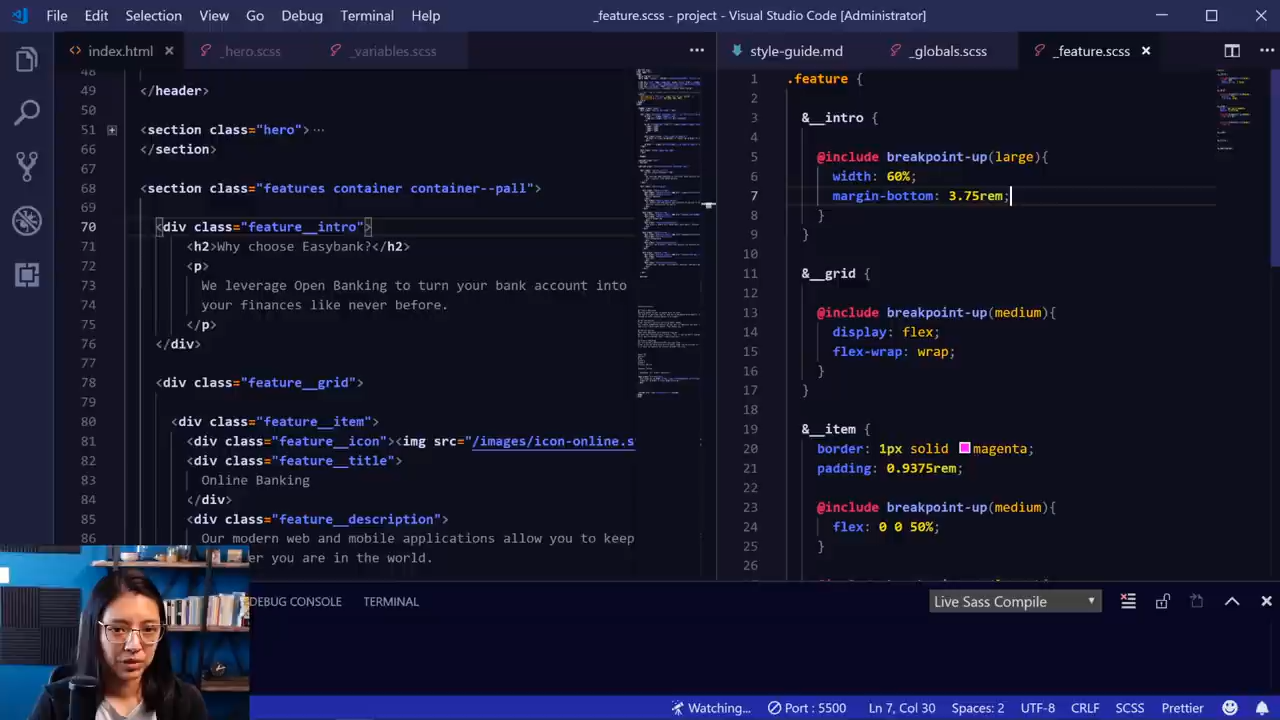 File Edit Selection View Go Debug Terminal Help
_feature.scss - project - Visual Studio Code [Administrator]
index.html
_hero.scss
_variables.scss
48
49 </header>
50
51 <section class="hero">
66 </section>
67
68 <section class="features container container--pall">
69
70 <div class="feature__intro">
71 <h2>Why choose Easybank?</h2>
72 <p>
73 We leverage Open Banking to turn your bank account into
74 your finances like never before.
75 </p>
76 </div>
77
78 <div class="feature__grid">
79
80 <div class="feature__item">
81 <div class="feature__icon"><img src="/images/icon-online.s
82 <div class="feature__title">
83 Online Banking
84 </div>
85 <div class="feature__description">
86 Our modern web and mobile applications allow you to keep
er you are in the world.
style-guide.md
_globals.scss
_feature.scss
1 .feature {
2
3 &__intro {
4
5 @include breakpoint-up(large){
6 width: 60%;
7 margin-bottom: 3.75rem;
8 }
9 }
10
11 &__grid {
12
13 @include breakpoint-up(medium){
14 display: flex;
15 flex-wrap: wrap;
16 }
17 }
18
19 &__item {
20 border: 1px solid magenta;
21 padding: 0.9375rem;
22
23 @include breakpoint-up(medium){
24 flex: 0 0 50%;
25 }
26
DEBUG CONSOLE
TERMINAL
Live Sass Compile
Watching...
Port : 5500
Ln 7, Col 30
Spaces: 2
UTF-8
CRLF
SCSS
Prettier